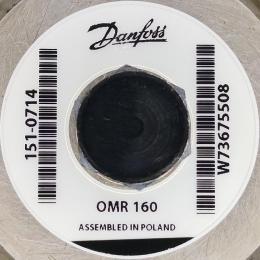 Danfoss
151-0714
W73675508
OMR 160
ASSEMBLED IN POLAND